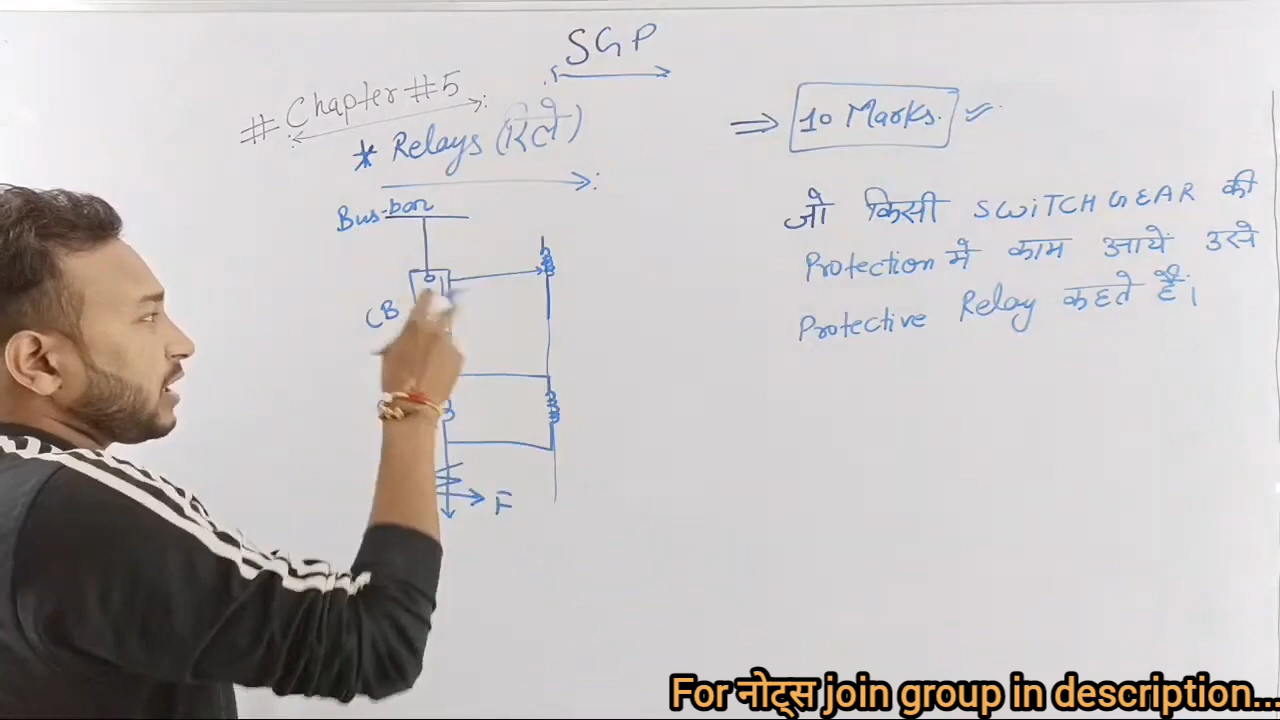 SGP
# Chapter #5
* Relays (रिले)
⇒ 10 Marks.
Bus-bar
CB
F
जो किसी SWiTCHGEAR की
Protection में काम आयें उसे
Protective Relay कहते हैं।
For नोट्स join group in description...